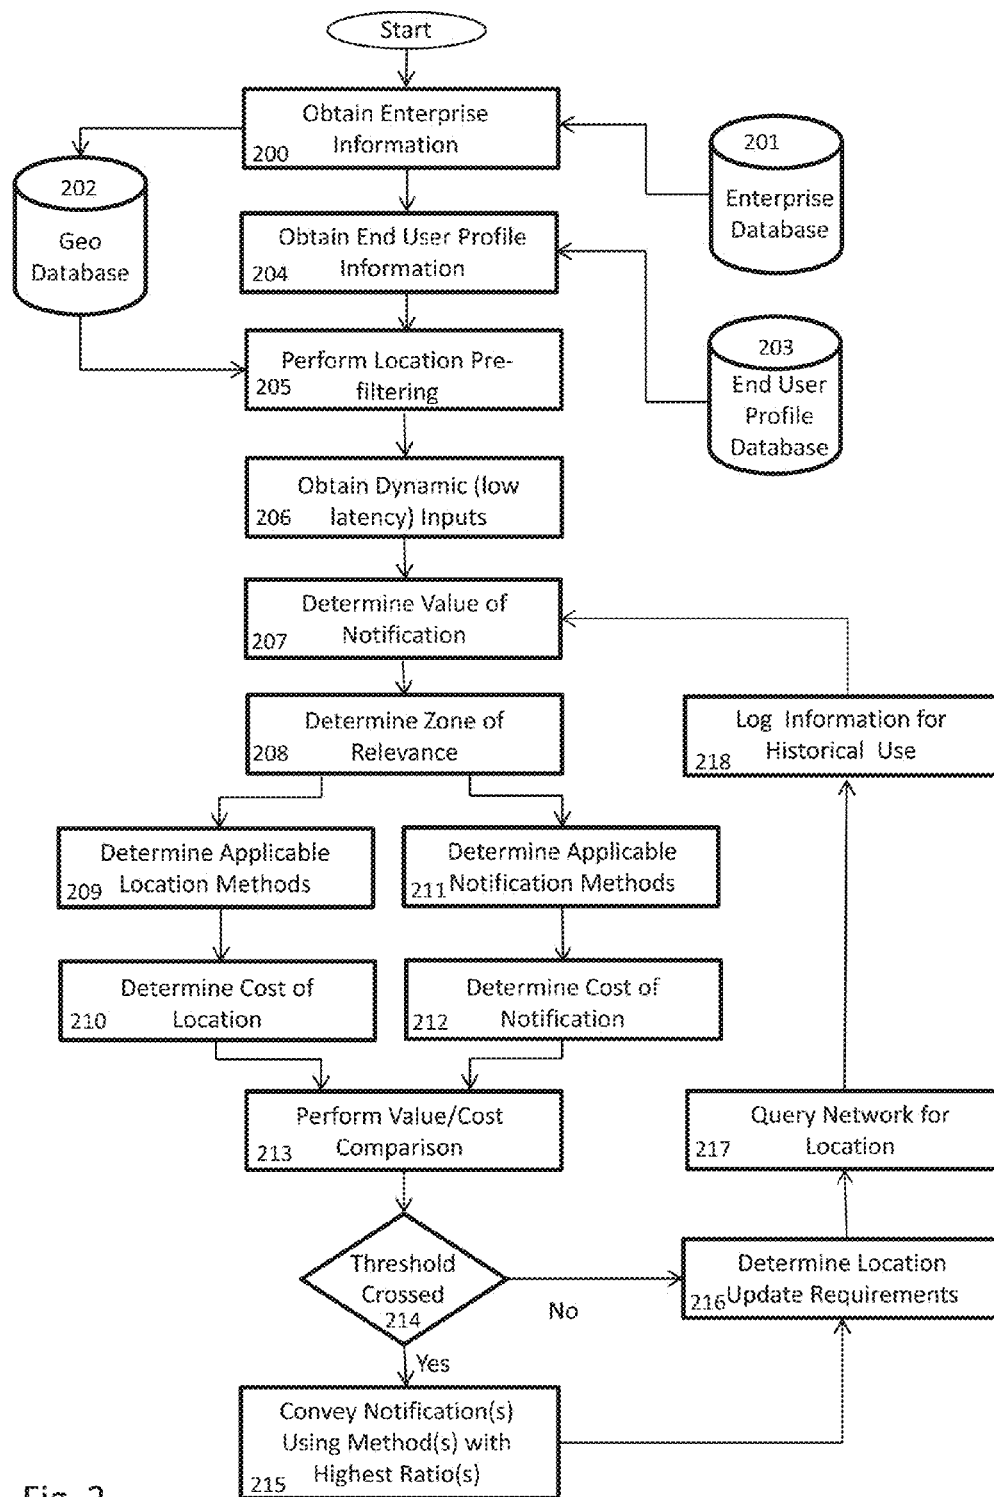 Start
Obtain Enterprise
Information
200
201
Enterprise
Database
202
Geo
Database
Obtain End User Profile
Information
204
203
End User
Profile
Database
Perform Location Pre-
filtering
205
Obtain Dynamic (low
latency) Inputs
206
Determine Value of
Notification
207
Determine Zone of
Relevance
208
Log Information for
Historical Use
218
Determine Applicable
Location Methods
209
Determine Applicable
Notification Methods
211
Determine Cost of
Location
210
Determine Cost of
Notification
212
Perform Value/Cost
Comparison
213
Query Network for
Location
217
Threshold
Crossed
214
No
Yes
Determine Location
Update Requirements
216
Convey Notification(s)
Using Method(s) with
Highest Ratio(s)
215